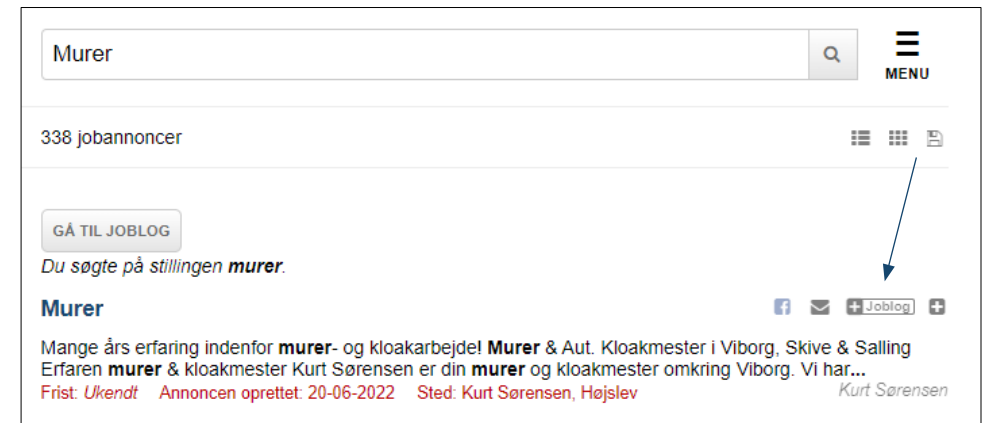 Murer
MENU
338 jobannoncer
GÅ TIL JOBLOG
Du søgte på stillingen murer.
Murer
Joblog
Mange års erfaring indenfor murer- og kloakarbejde! Murer & Aut. Kloakmester i Viborg, Skive & Salling
Erfaren murer & kloakmester Kurt Sørensen er din murer og kloakmester omkring Viborg. Vi har...
Frist: Ukendt Annoncen oprettet: 20-06-2022 Sted: Kurt Sørensen, Højslev
Kurt Sørensen